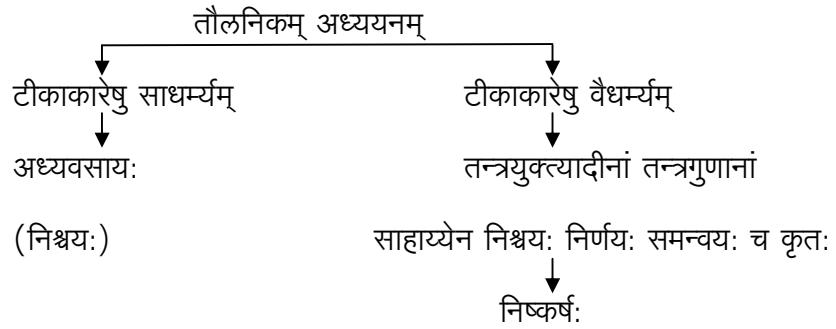 तौलनिकम् अध्ययनम्
टीकाकारेषु साधर्म्यम् टीकाकारेषु वैधर्म्यम्
अध्यवसाय: तन्त्रयुक्त्यादीनां तन्त्रगुणानां
(निश्चय:) साहाय्येन निश्चय: निर्णय: समन्वय: च कृत:
निष्कर्ष: